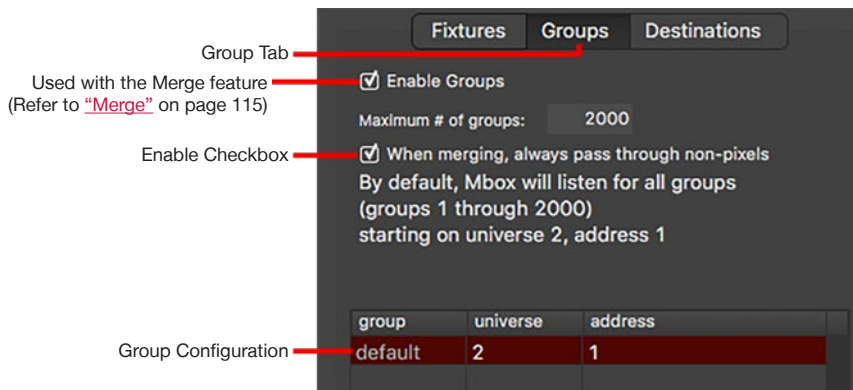 Fixtures Groups Destinations
Group Tab
Used with the Merge feature
(Refer to "Merge" on page 115)
Enable Groups
Maximum # of groups: 2000
Enable Checkbox
When merging, always pass through non-pixels
By default, Mbox will listen for all groups
(groups 1 through 2000)
starting on universe 2, address 1
group universe address
Group Configuration
default 2 1